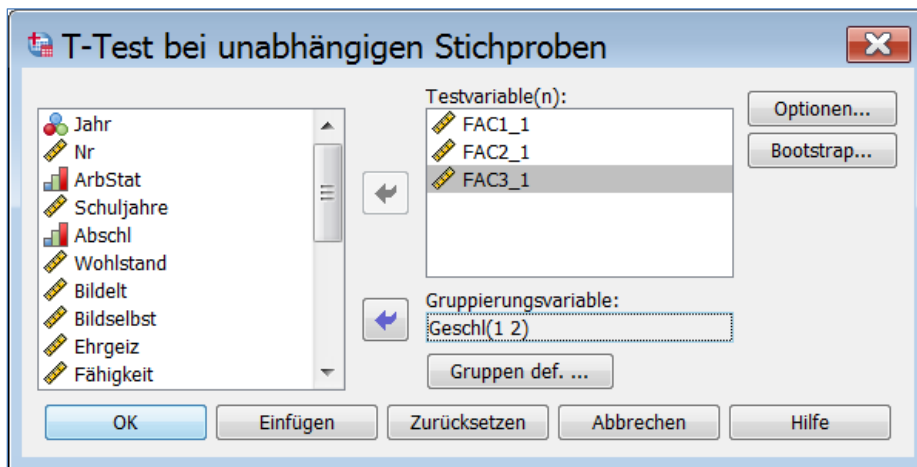 T-Test bei unabhängigen Stichproben
Jahr
Nr
ArbStat
Schuljahre
Abschl
Wohlstand
Bildelt
Bildselbst
Ehrgeiz
Fähigkeit
Testvariable(n):
FAC1_1
FAC2_1
FAC3_1
Gruppierungsvariable:
Geschl(1 2)
Gruppen def. ...
Optionen...
Bootstrap...
OK
Einfügen
Zurücksetzen
Abbrechen
Hilfe